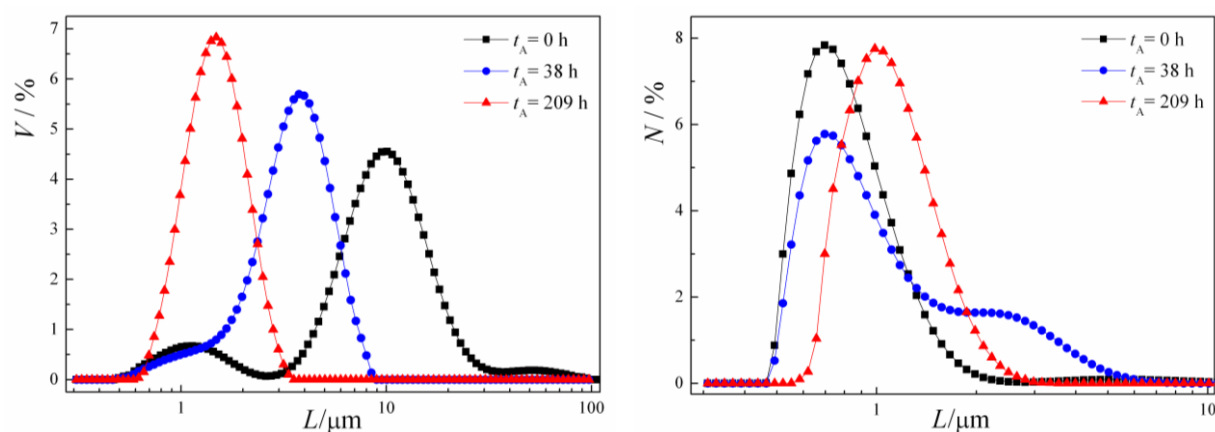 7
6
5
4
3
2
1
0
V / %
1
10
100
L/μm
tA = 0 h
tA = 38 h
tA = 209 h
8
6
4
2
0
N / %
1
10
L/μm
tA = 0 h
tA = 38 h
tA = 209 h